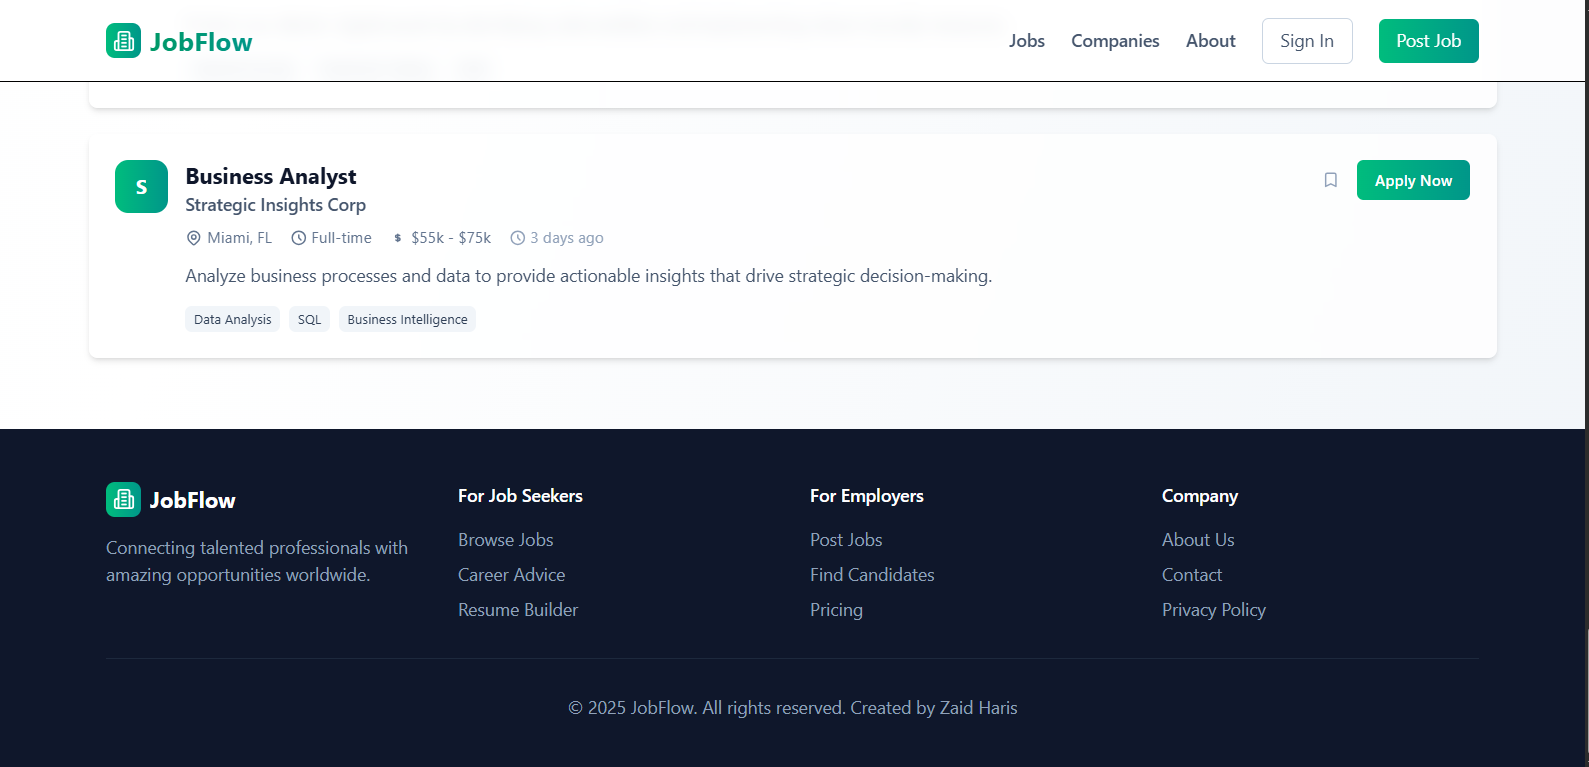 JobFlow
Jobs Companies About Sign In Post Job
S
Business Analyst
Apply Now
Strategic Insights Corp
Miami, FL Full-time $ $55k - $75k 3 days ago
Analyze business processes and data to provide actionable insights that drive strategic decision-making.
Data Analysis SQL Business Intelligence
JobFlow
Connecting talented professionals with
amazing opportunities worldwide.
For Job Seekers
Browse Jobs
Career Advice
Resume Builder
For Employers
Post Jobs
Find Candidates
Pricing
Company
About Us
Contact
Privacy Policy
© 2025 JobFlow. All rights reserved. Created by Zaid Haris